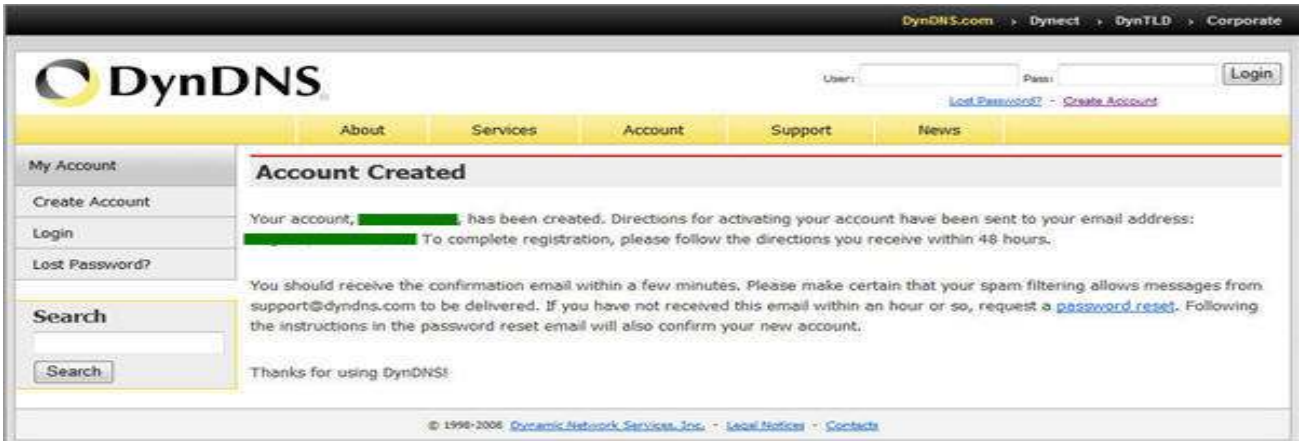 DynDNS.com › Dynect › DynTLD › Corporate
DynDNS
User: Pass: Login
Lost Password? - Create Account
About Services Account Support News
My Account
Create Account
Login
Lost Password?
Search
Search
Account Created
Your account, , has been created. Directions for activating your account have been sent to your email address:
To complete registration, please follow the directions you receive within 48 hours.
You should receive the confirmation email within a few minutes. Please make certain that your spam filtering allows messages from
support@dyndns.com to be delivered. If you have not received this email within an hour or so, request a password reset. Following
the instructions in the password reset email will also confirm your new account.
Thanks for using DynDNS!
© 1998-2008 Dynamic Network Services, Inc. - Legal Notices - Contacts